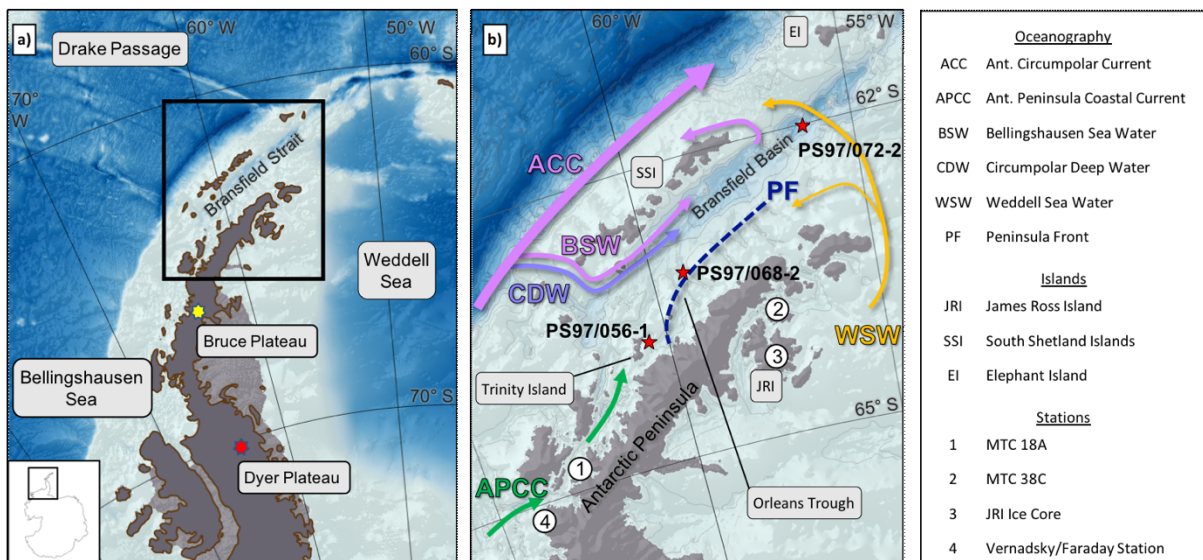 a)
60° W
50° W
Drake Passage
60° S
70°
W
Bransfield Strait
Weddell
Sea
Bruce Plateau
Bellingshausen
Sea
70° S
Dyer Plateau
b)
60° W
55° W
EI
62° S
ACC
PS97/072-2
SSI
Bransfield Basin
PF
BSW
CDW
PS97/068-2
PS97/056-1
2
WSW
3
Trinity Island
JRI
65° S
Antarctic Peninsula
1
APCC
Orleans Trough
4
Oceanography
ACC Ant. Circumpolar Current
APCC Ant. Peninsula Coastal Current
BSW Bellingshausen Sea Water
CDW Circumpolar Deep Water
WSW Weddell Sea Water
PF Peninsula Front
Islands
JRI James Ross Island
SSI South Shetland Islands
EI Elephant Island
Stations
1 MTC 18A
2 MTC 38C
3 JRI Ice Core
4 Vernadsky/Faraday Station